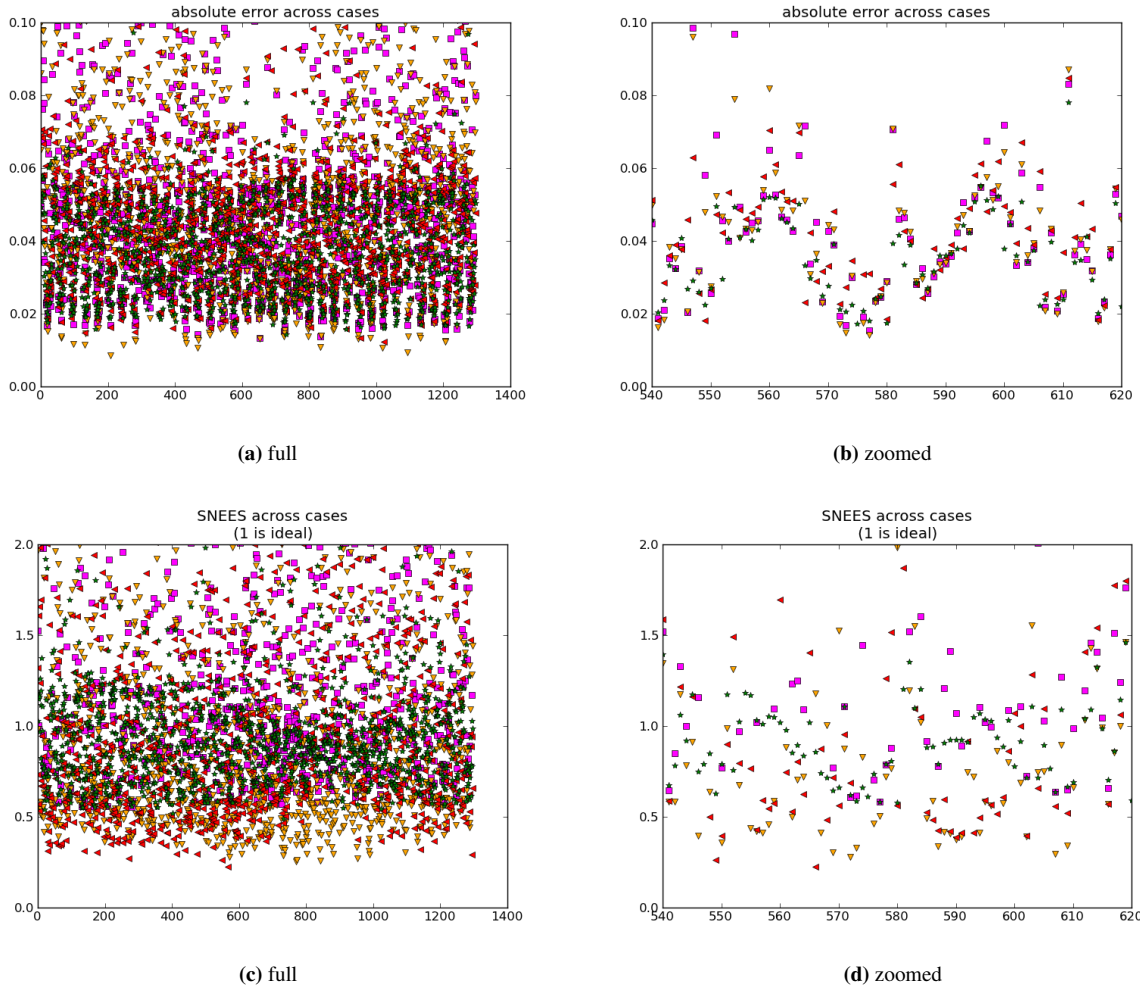 absolute error across cases
absolute error across cases
0.10
0.08
0.06
0.04
0.02
0.00
0 200 400 600 800 1000 1200 1400
0.10
0.08
0.06
0.04
0.02
0.00
540 550 560 570 580 590 600 610 620
(a) full
(b) zoomed
SNEES across cases
(1 is ideal)
SNEES across cases
(1 is ideal)
2.0
1.5
1.0
0.5
0.0
0 200 400 600 800 1000 1200 1400
2.0
1.5
1.0
0.5
0.0
540 550 560 570 580 590 600 610 620
(c) full
(d) zoomed